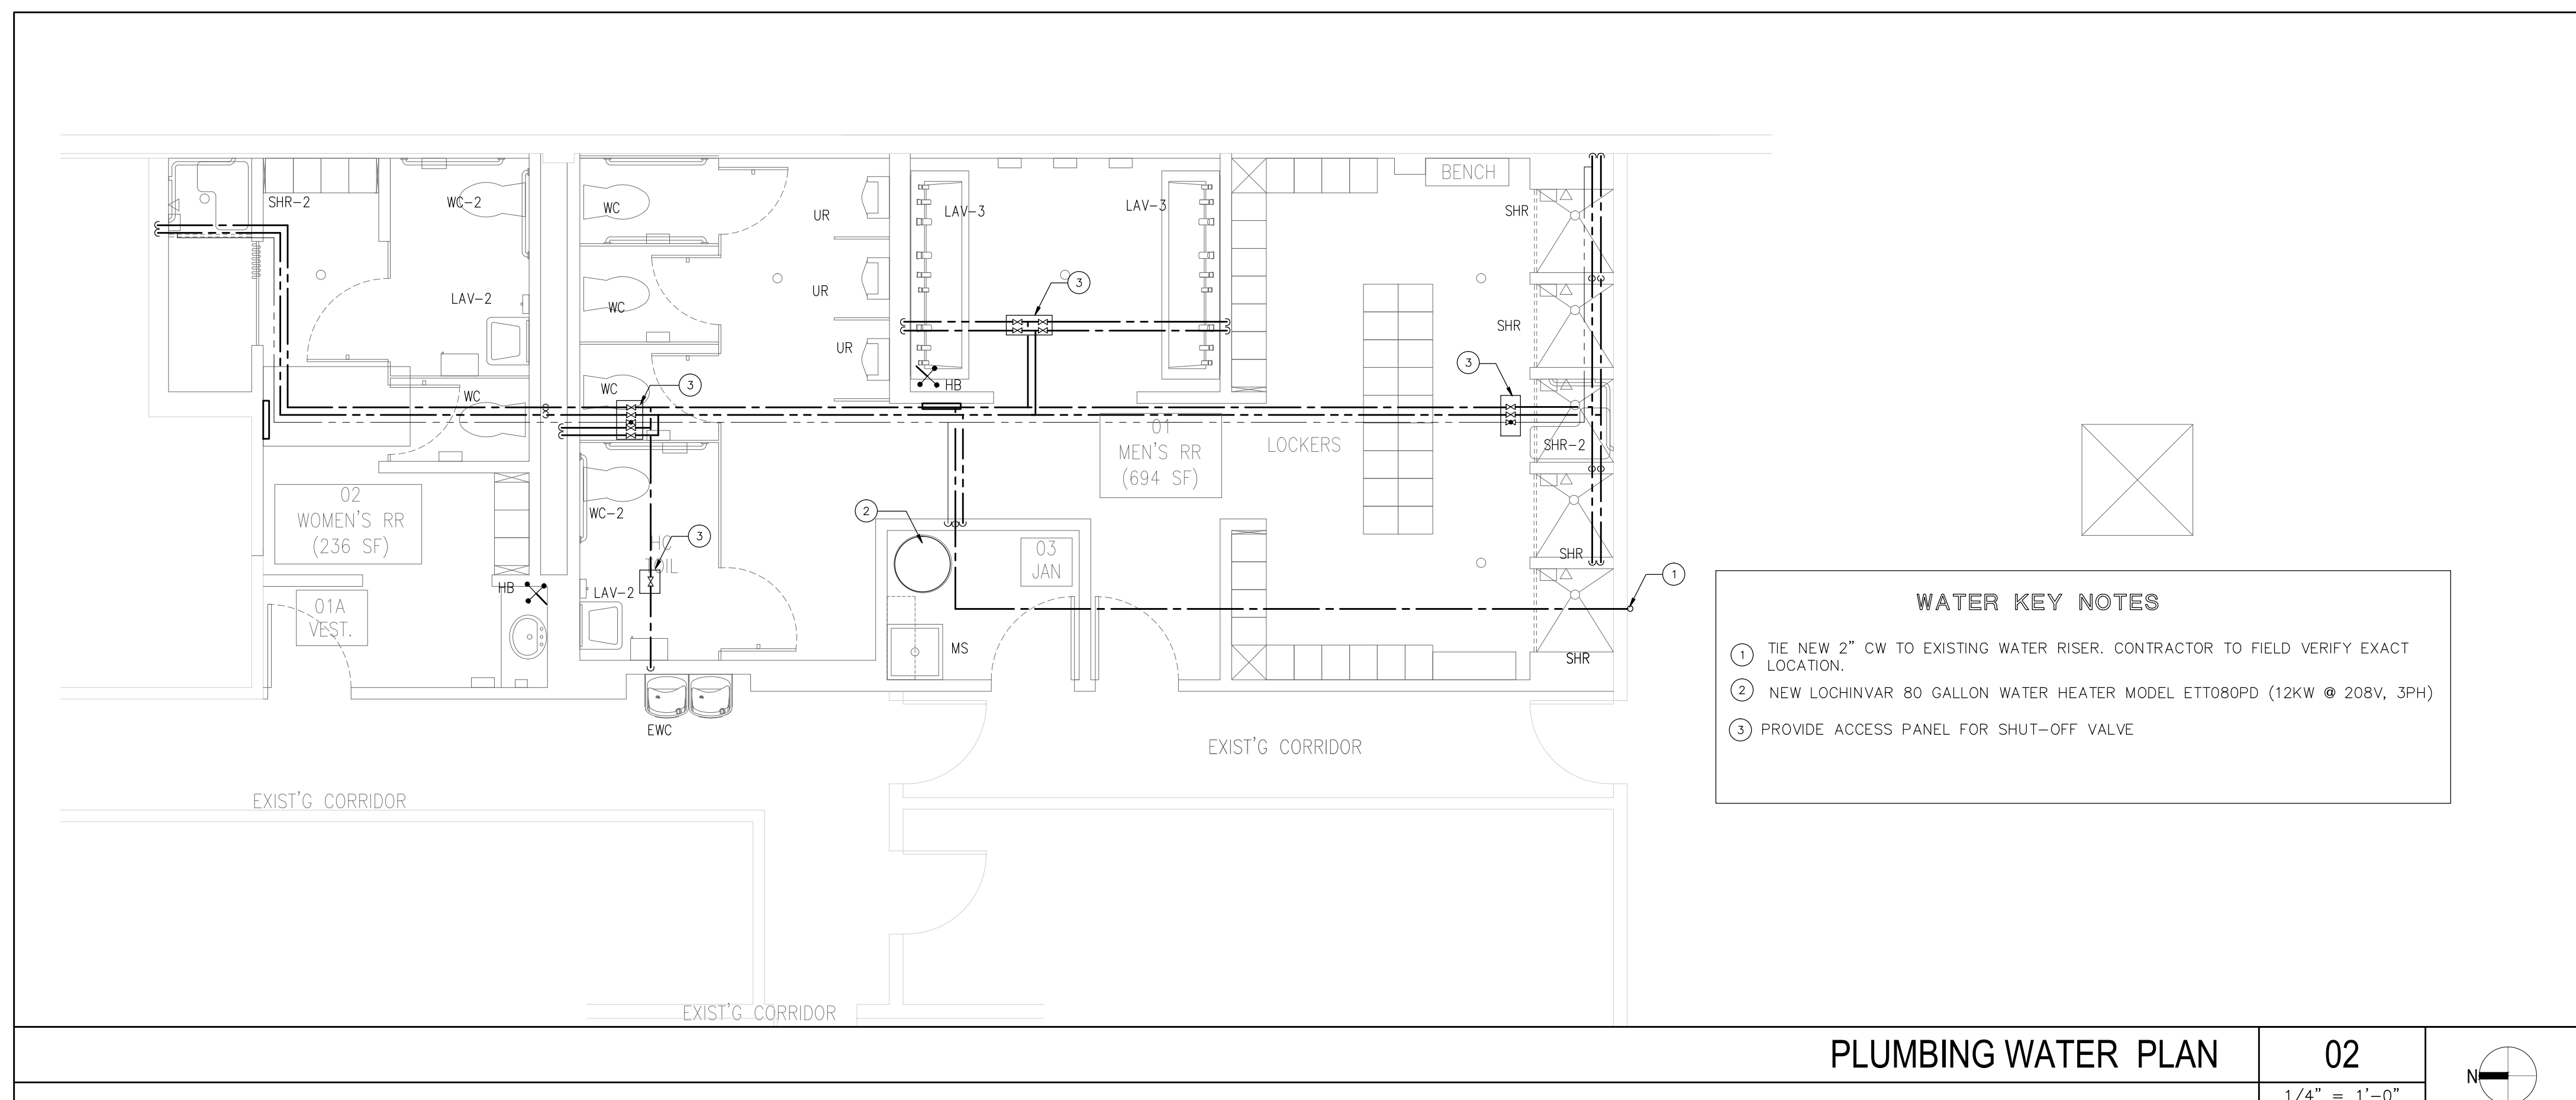 BENCH
SHR-2
WC-2
WC
UR
LAV-3
LAV-3
SHR
LAV-2
WC
UR
3
SHR
UR
3
WC
WC
3
HB
01
MEN'S RR
(694 SF)
LOCKERS
SHR-2
02
WOMEN'S RR
(236 SF)
WC-2
2
3
HC
TOIL
03
JAN
SHR
1
HB
LAV-2
01A
VEST.
MS
SHR
EWC
EXIST'G CORRIDOR
EXIST'G CORRIDOR
EXIST'G CORRIDOR
WATER KEY NOTES
1 TIE NEW 2" CW TO EXISTING WATER RISER. CONTRACTOR TO FIELD VERIFY EXACT
LOCATION.
2 NEW LOCHINVAR 80 GALLON WATER HEATER MODEL ETT080PD (12KW @ 208V, 3PH)
3 PROVIDE ACCESS PANEL FOR SHUT-OFF VALVE
PLUMBING WATER PLAN
02
1/4" = 1'-0"
N